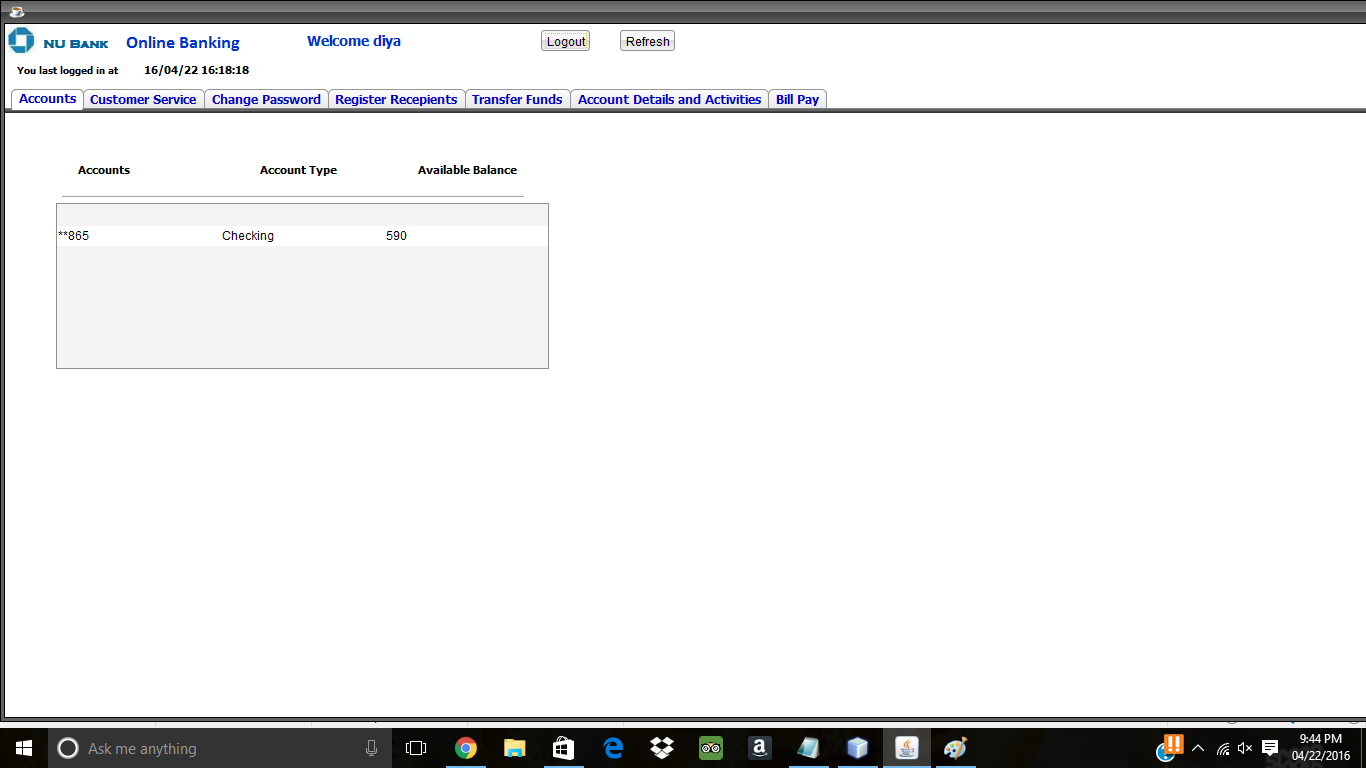 NU BANK Online Banking Welcome diya Logout Refresh
You last logged in at 16/04/22 16:18:18
Accounts Customer Service Change Password Register Recepients Transfer Funds Account Details and Activities Bill Pay
Accounts Account Type Available Balance
**865 Checking 590
Ask me anything
9:44 PM
04/22/2016